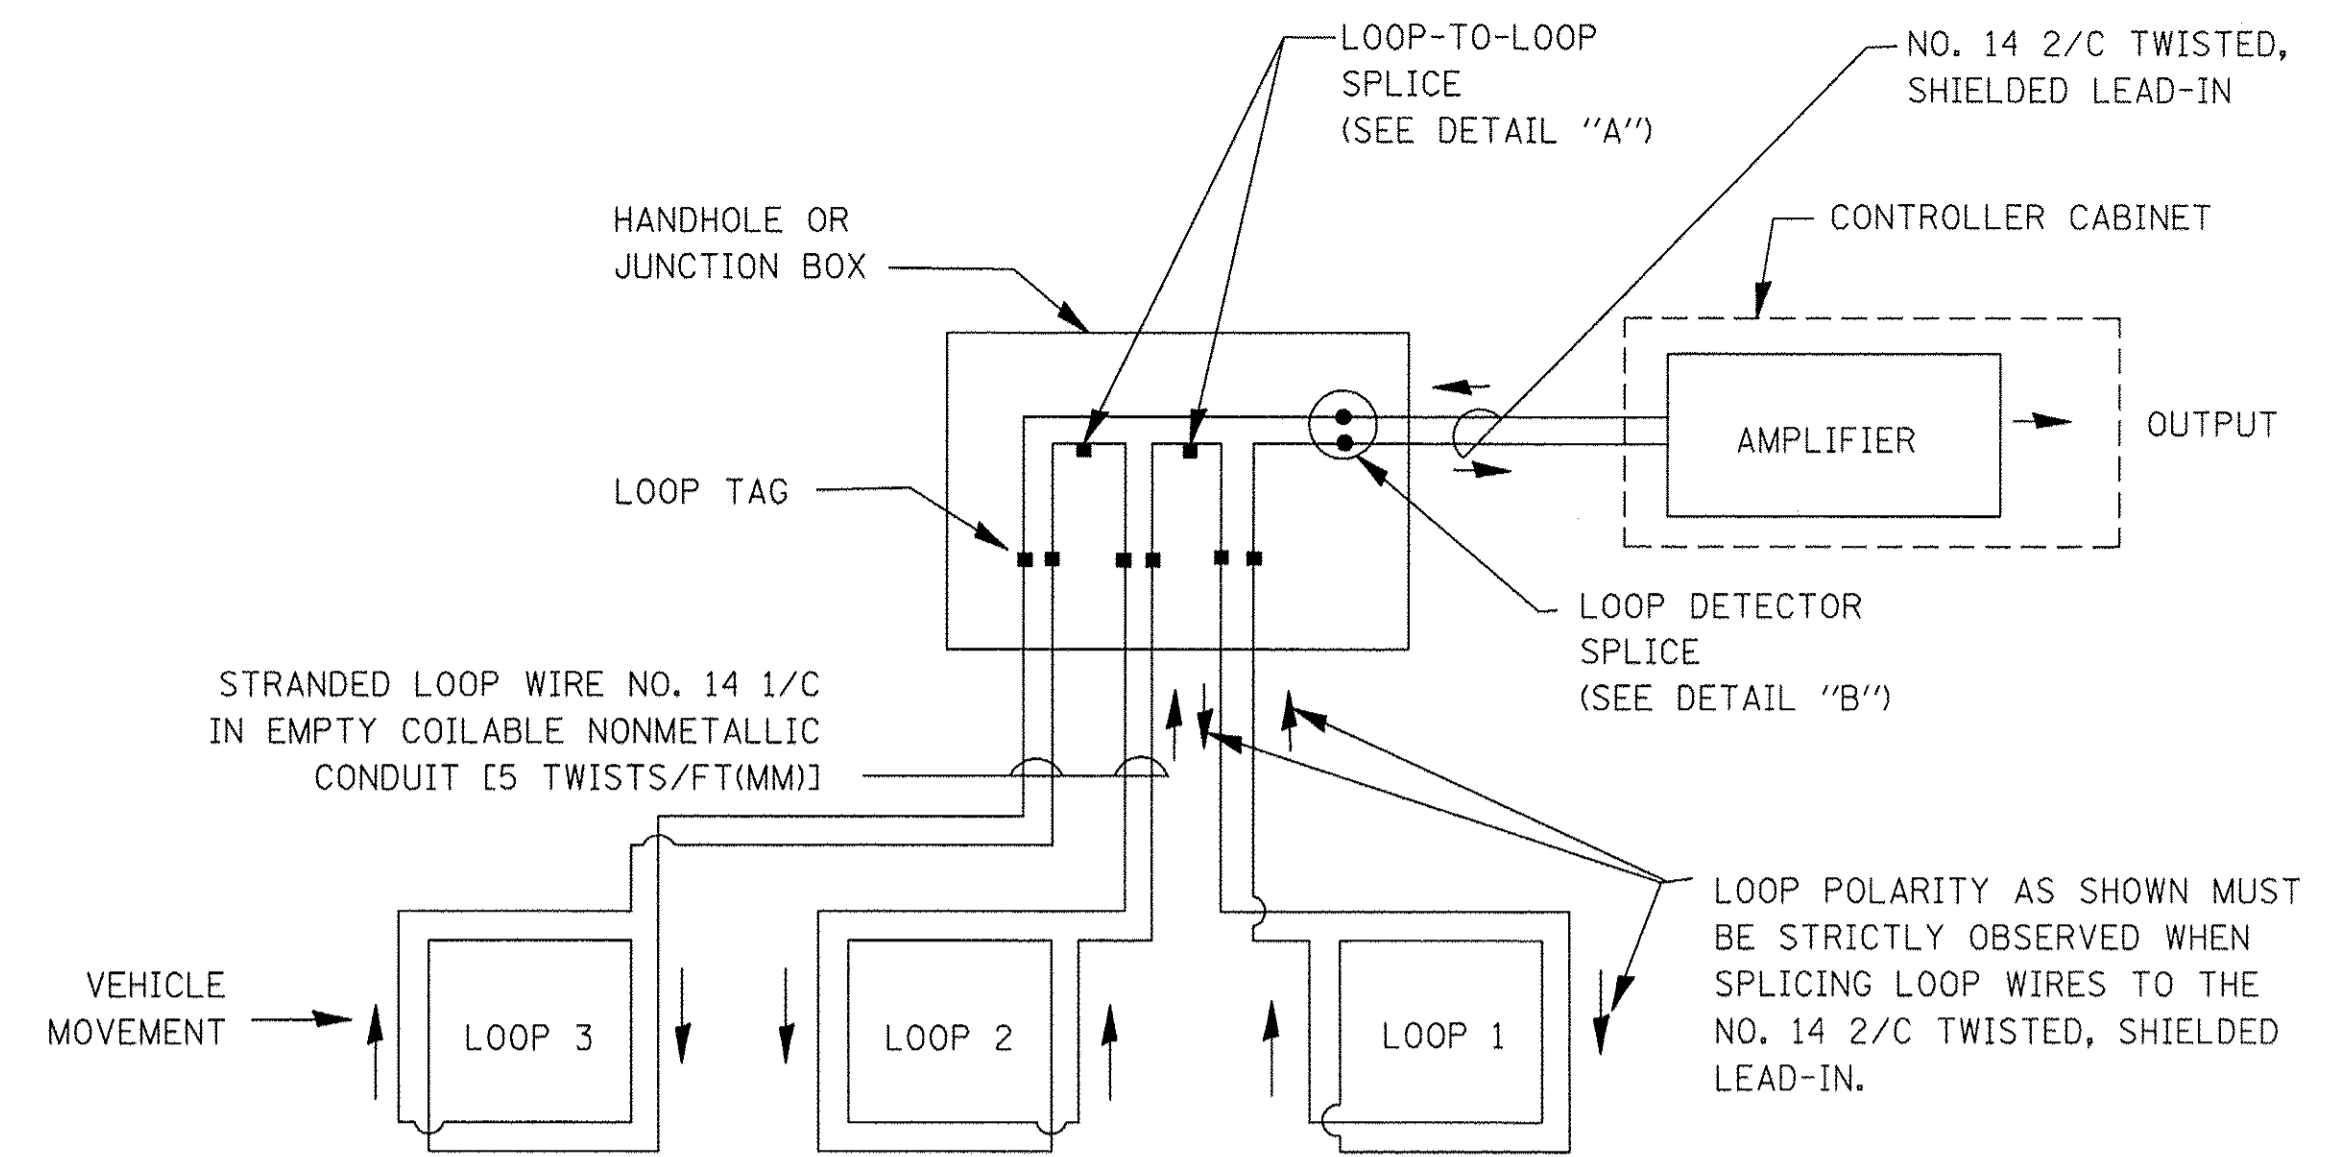 LOOP-TO-LOOP
SPLICE
(SEE DETAIL "A")
NO. 14 2/C TWISTED,
SHIELDED LEAD-IN
HANDHOLE OR
JUNCTION BOX
CONTROLLER CABINET
AMPLIFIER
OUTPUT
LOOP TAG
LOOP DETECTOR
SPLICE
(SEE DETAIL "B")
STRANDED LOOP WIRE NO. 14 1/C
IN EMPTY COILABLE NONMETALLIC
CONDUIT [5 TWISTS/FT(MM)]
LOOP POLARITY AS SHOWN MUST
BE STRICTLY OBSERVED WHEN
SPLICING LOOP WIRES TO THE
NO. 14 2/C TWISTED, SHIELDED
LEAD-IN.
VEHICLE
MOVEMENT
LOOP 3
LOOP 2
LOOP 1